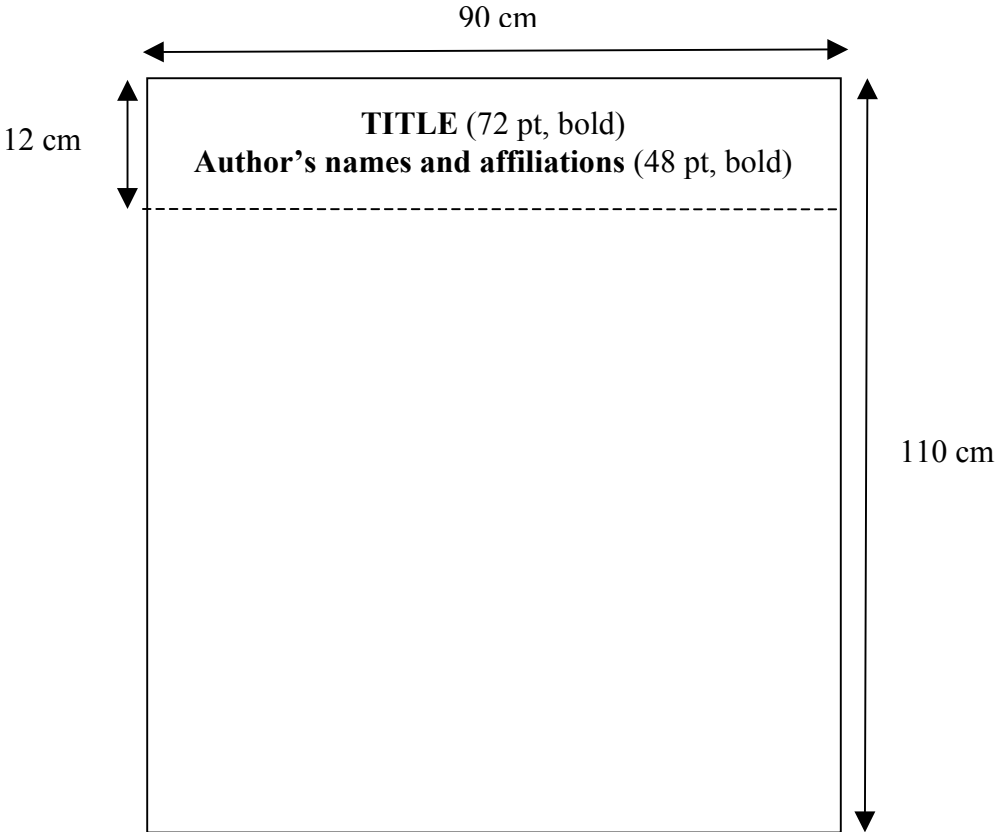 90 cm
12 cm
TITLE (72 pt, bold)
Author’s names and affiliations (48 pt, bold)
110 cm